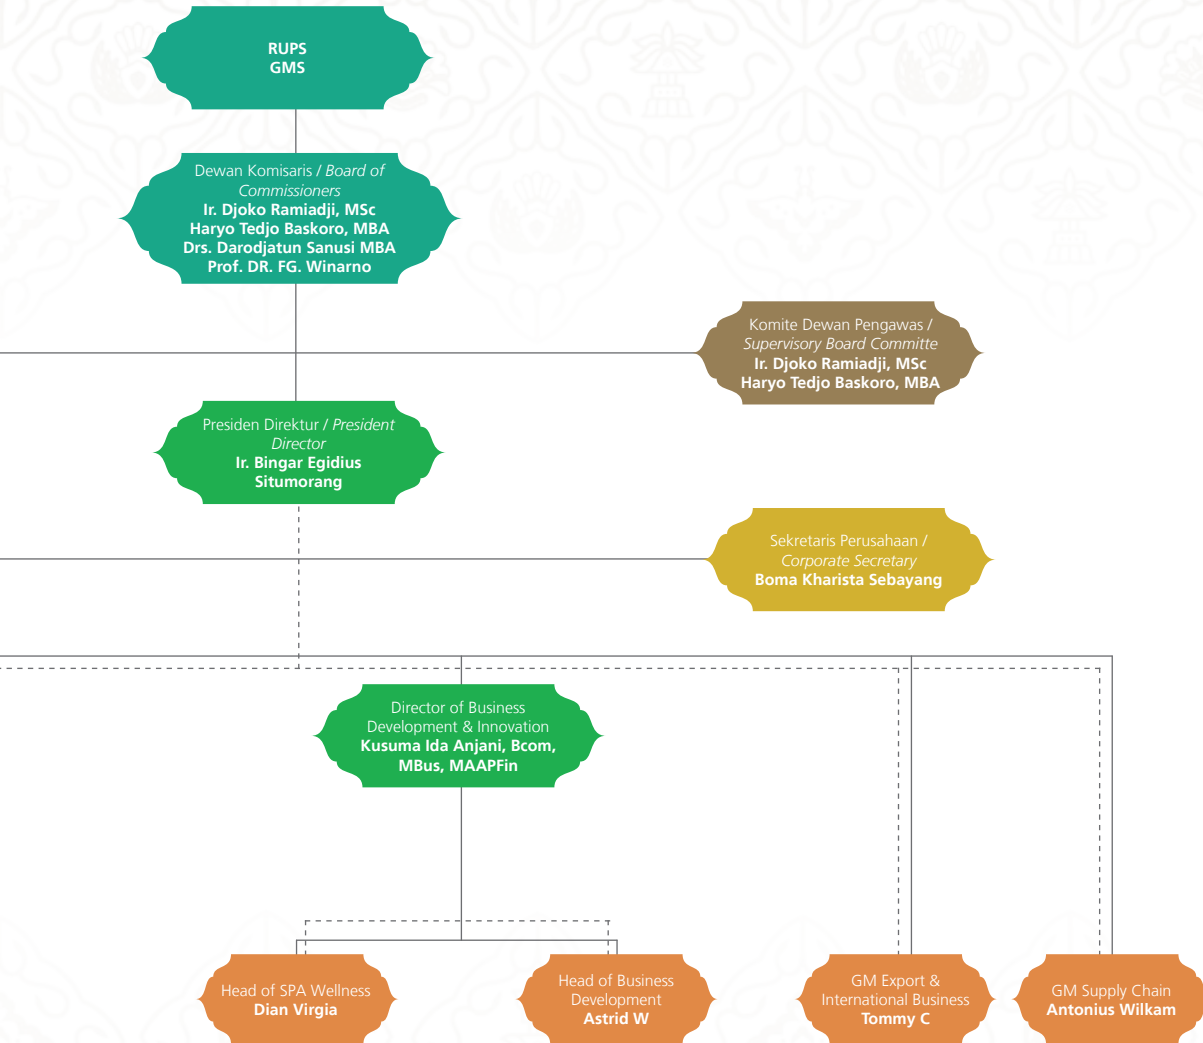 RUPS
GMS
Dewan Komisaris / Board of
Commissioners
Ir. Djoko Ramiadji, MSc
Haryo Tedjo Baskoro, MBA
Drs. Darodjatun Sanusi MBA
Prof. DR. FG. Winarno
Komite Dewan Pengawas /
Supervisory Board Committe
Ir. Djoko Ramiadji, MSc
Haryo Tedjo Baskoro, MBA
Presiden Direktur / President
Director
Ir. Bingar Egidius
Situmorang
Sekretaris Perusahaan /
Corporate Secretary
Boma Kharista Sebayang
Director of Business
Development & Innovation
Kusuma Ida Anjani, Bcom,
MBus, MAAPFin
Head of SPA Wellness
Dian Virgia
Head of Business
Development
Astrid W
GM Export &
International Business
Tommy C
GM Supply Chain
Antonius Wilkam